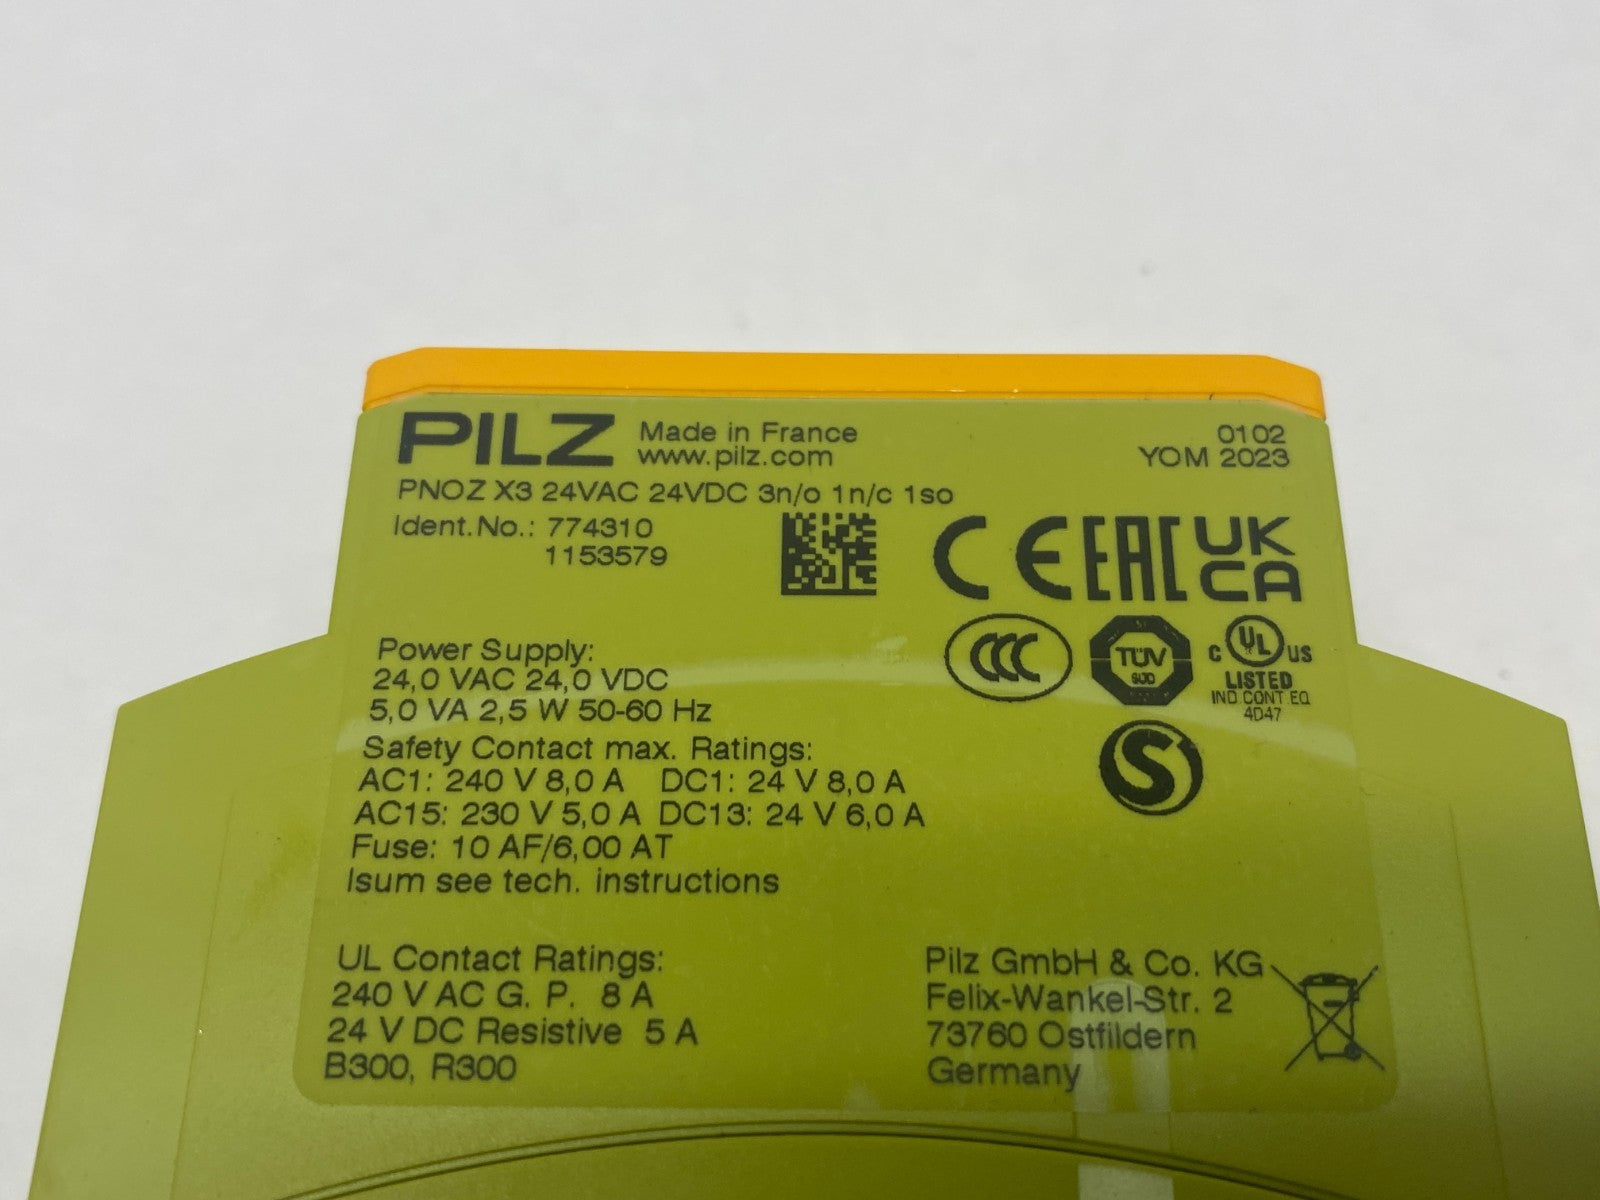 PILZ
Made in France
www.pilz.com
0102
YOM 2023
PNOZ X3 24VAC 24VDC 3n/o 1n/c 1so
Ident.No.: 774310
1153579
CE EAC UK CA
CCC
TÜV
SÜD
C UL US
LISTED
IND CONT EQ
4D47
S
Power Supply:
24,0 VAC 24,0 VDC
5,0 VA 2,5 W 50-60 Hz
Safety Contact max. Ratings:
AC1: 240 V 8,0 A DC1: 24 V 8,0 A
AC15: 230 V 5,0 A DC13: 24 V 6,0 A
Fuse: 10 AF/6,00 AT
Isum see tech. instructions
UL Contact Ratings:
240 V AC G. P. 8 A
24 V DC Resistive 5 A
B300, R300
Pilz GmbH & Co. KG
Felix-Wankel-Str. 2
73760 Ostfildern
Germany